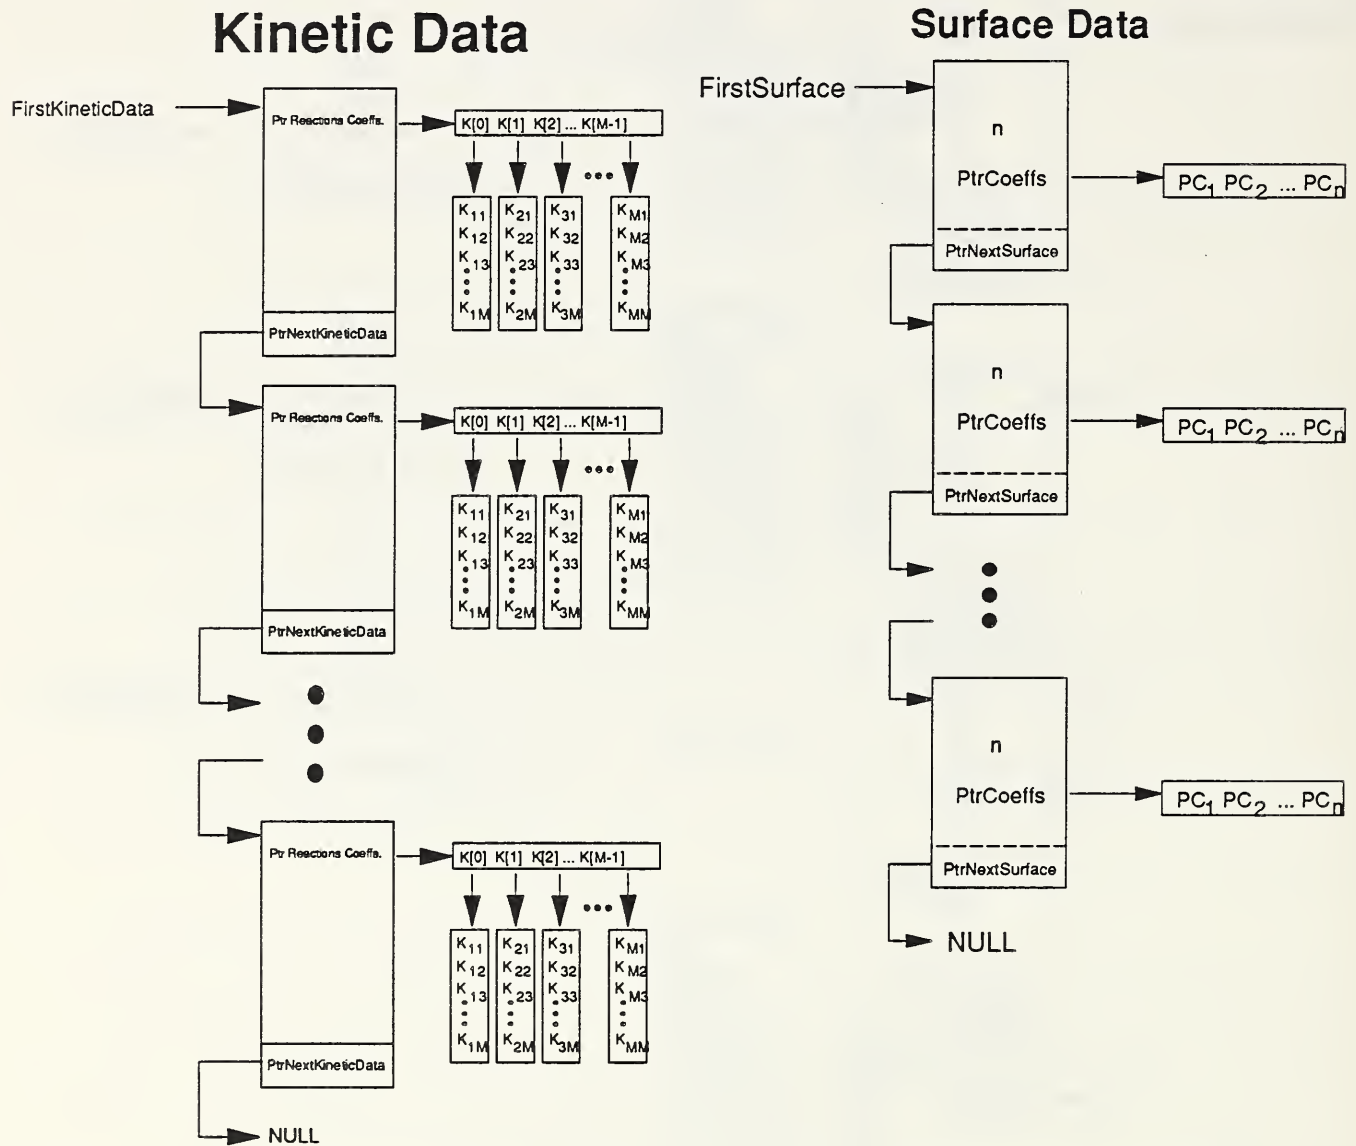 Kinetic Data
FirstKineticData
Ptr Reactions Coeffs.
K[0] K[1] K[2] ... K[M-1]
K11 K21 K31 KM1
K12 K22 K32 KM2
K13 K23 K33 KM3
K1M K2M K3M KMM
PtrNextKineticData
Ptr Reactions Coeffs.
K[0] K[1] K[2] ... K[M-1]
K11 K21 K31 KM1
K12 K22 K32 KM2
K13 K23 K33 KM3
K1M K2M K3M KMM
PtrNextKineticData
Ptr Reactions Coeffs.
K[0] K[1] K[2] ... K[M-1]
K11 K21 K31 KM1
K12 K22 K32 KM2
K13 K23 K33 KM3
K1M K2M K3M KMM
PtrNextKineticData
NULL
Surface Data
FirstSurface
n
PtrCoeffs
PC1 PC2 ... PCn
PtrNextSurface
n
PtrCoeffs
PC1 PC2 ... PCn
PtrNextSurface
n
PtrCoeffs
PC1 PC2 ... PCn
PtrNextSurface
NULL